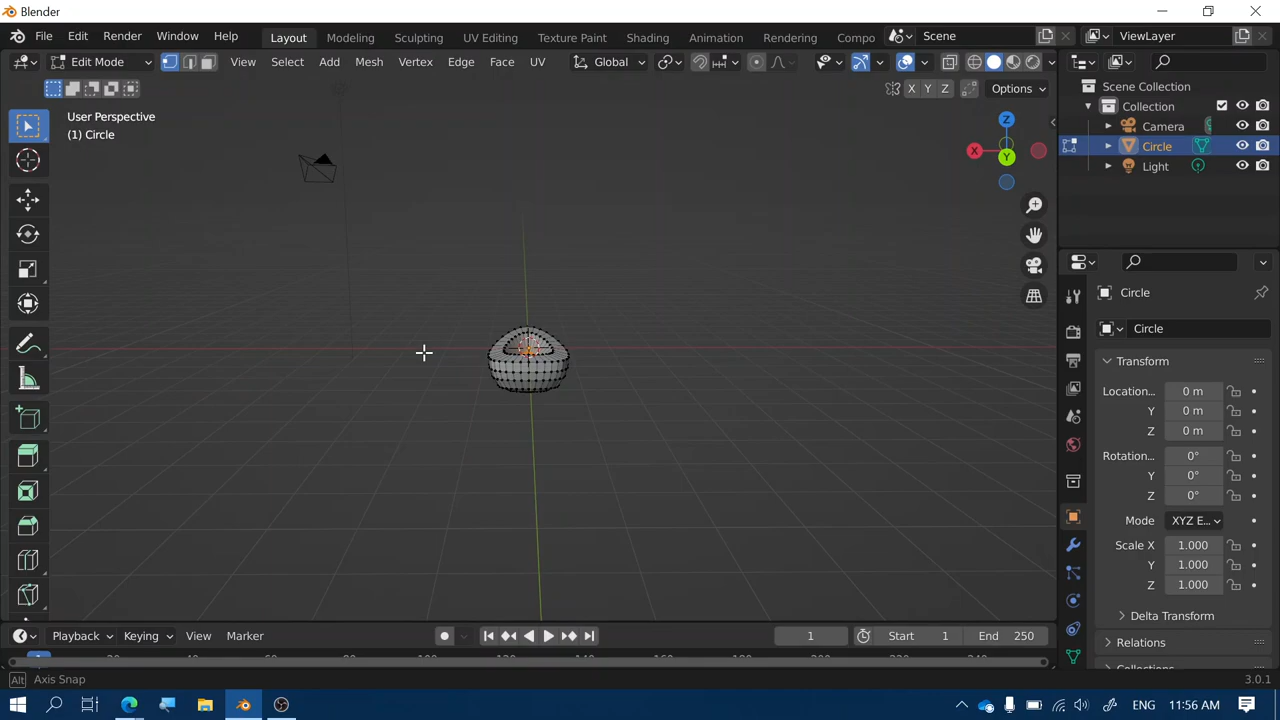 Blender
File Edit Render Window Help Layout Modeling Sculpting UV Editing Texture Paint Shading Animation Rendering Compo Scene ViewLayer
Edit Mode View Select Add Mesh Vertex Edge Face UV Global
X Y Z Options
User Perspective
(1) Circle
Z
X
Y
Scene Collection
Collection
Camera
Circle
Light
Circle
Circle
Transform
Location... 0 m
Y 0 m
Z 0 m
Rotation... 0°
Y 0°
Z 0°
Mode XYZ E...
Scale X 1.000
Y 1.000
Z 1.000
Delta Transform
Relations
Playback Keying View Marker 1 Start 1 End 250
Alt Axis Snap 3.0.1
ENG 11:56 AM